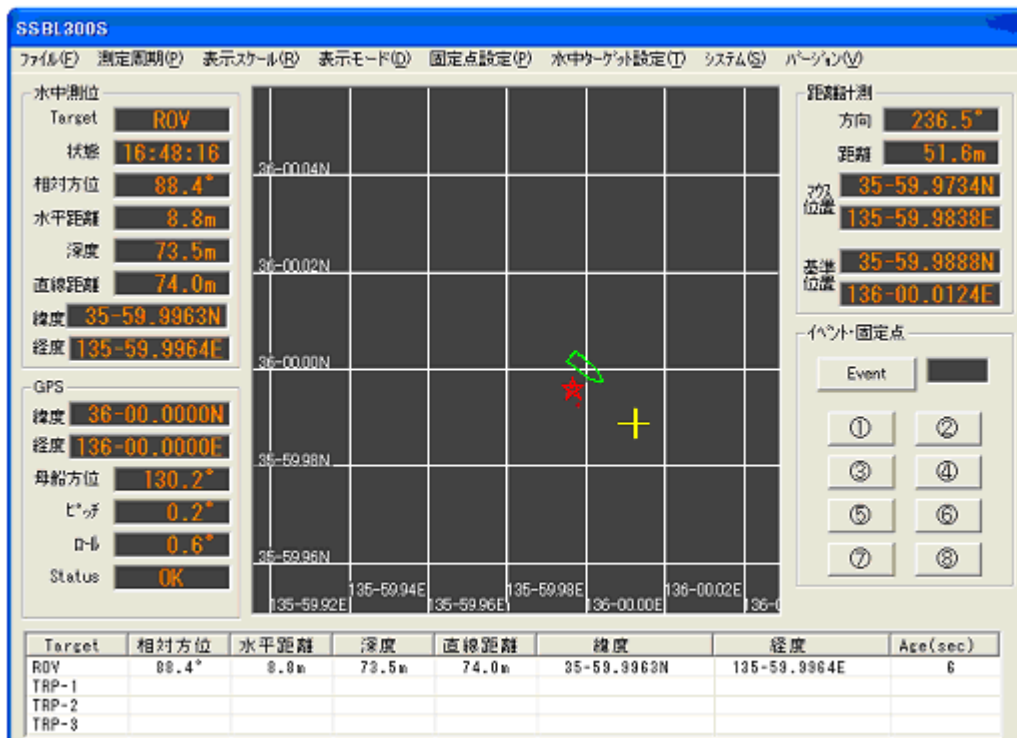 SSBL300S
ファイル(F) 測定周期(P) 表示スケール(R) 表示モード(D) 固定点設定(P) 水中ターゲット設定(T) システム(S) バージョン(V)
水中測位
Target ROV
状態 16:48:16
相対方位 88.4°
水平距離 8.8m
深度 73.5m
直線距離 74.0m
緯度 35-59.9963N
経度 135-59.9964E
GPS
緯度 36-00.0000N
経度 136-00.0000E
母船方位 130.2°
ピッチ 0.2°
ロール 0.6°
Status OK
36-00.04N
36-00.02N
36-00.00N
35-59.98N
35-59.96N
135-59.94E 135-59.98E 136-00.02E
135-59.92E 135-59.96E 136-00.00E 136-0
距離計測
方向 236.5°
距離 51.6m
マウス位置 35-59.9734N
135-59.9838E
基準位置 35-59.9888N
136-00.0124E
イベント・固定点
Event
① ②
③ ④
⑤ ⑥
⑦ ⑧
Target 相対方位 水平距離 深度 直線距離 緯度 経度 Age(sec)
ROV 88.4° 8.8m 73.5m 74.0m 35-59.9963N 135-59.9964E 6
TRP-1
TRP-2
TRP-3